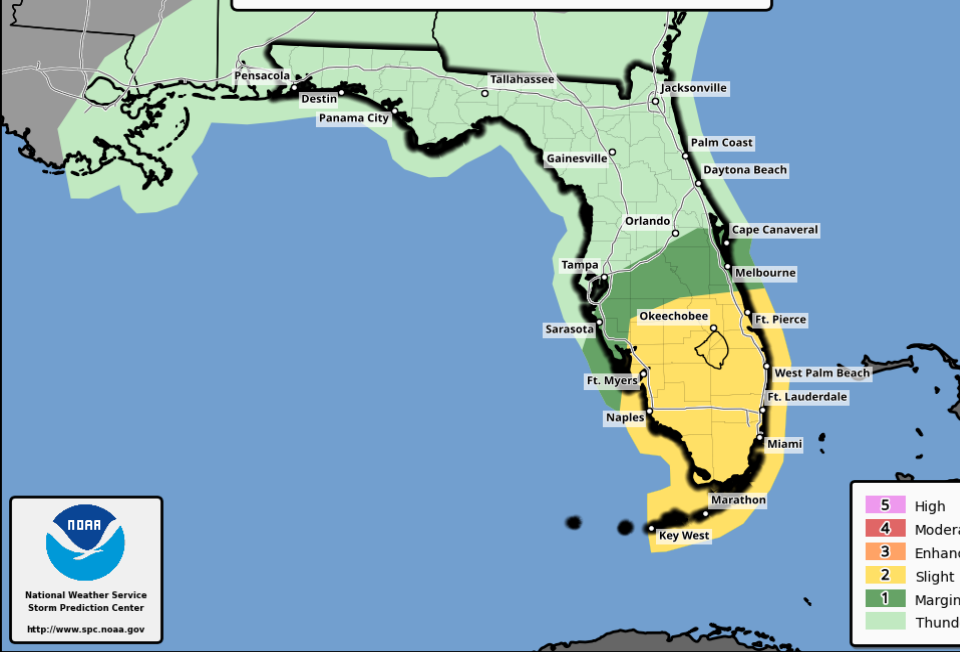 Pensacola
Tallahassee
Destin
Jacksonville
Panama City
Palm Coast
Gainesville
Daytona Beach
Orlando
Cape Canaveral
Tampa
Melbourne
Okeechobee
Ft. Pierce
Sarasota
West Palm Beach
Ft. Myers
Ft. Lauderdale
Naples
Miami
Marathon
Key West
NOAA
National Weather Service
Storm Prediction Center
http://www.spc.noaa.gov
5 High
4 Modera
3 Enhanc
2 Slight
1 Margin
Thund